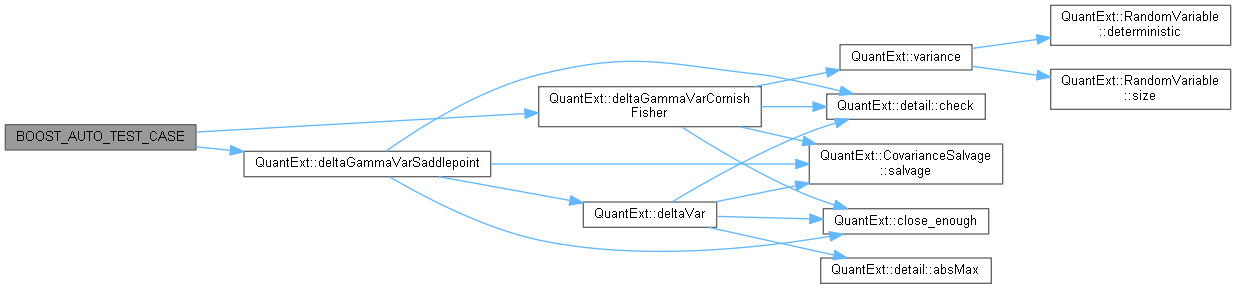 BOOST_AUTO_TEST_CASE
QuantExt::deltaGammaVarCornish
Fisher
QuantExt::deltaGammaVarSaddlepoint
QuantExt::deltaVar
QuantExt::variance
QuantExt::detail::check
QuantExt::CovarianceSalvage
::salvage
QuantExt::close_enough
QuantExt::detail::absMax
QuantExt::RandomVariable
::deterministic
QuantExt::RandomVariable
::size